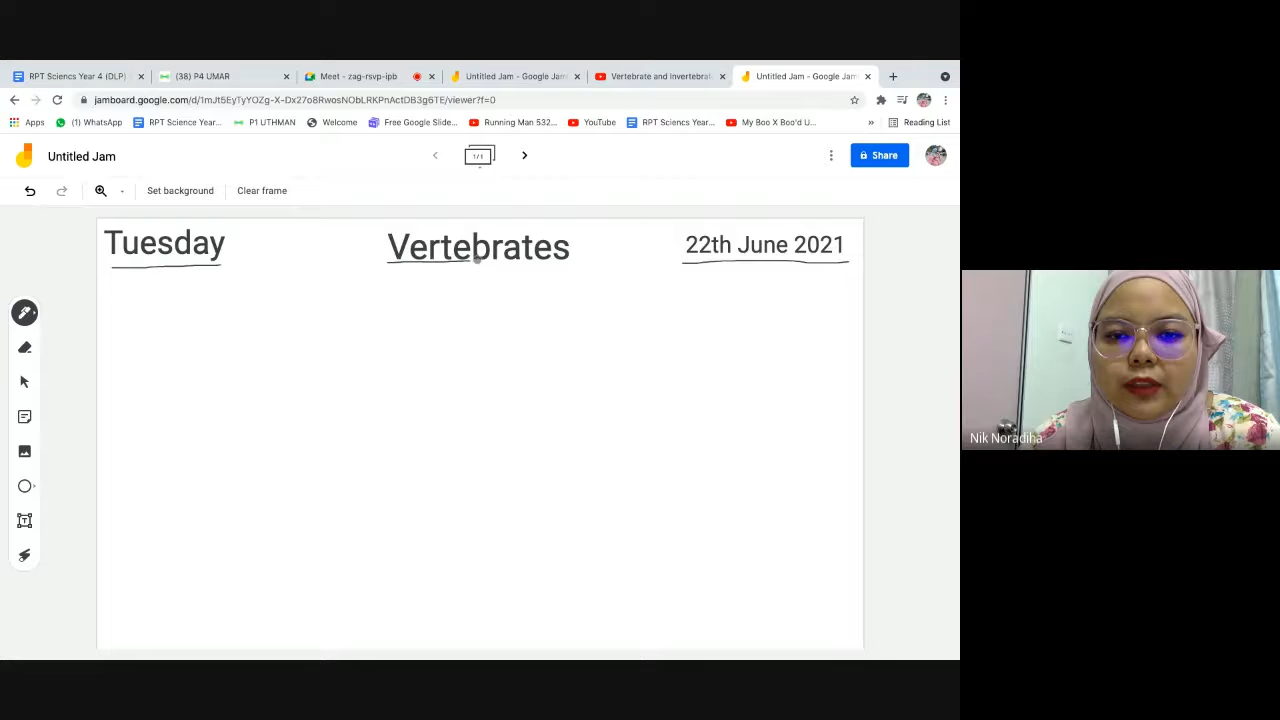 RPT Sciencs Year 4 (DLP)
(38) P4 UMAR
Meet - zag-rsvp-ipb
Untitled Jam - Google Jam
Vertebrate and Invertebrat
Untitled Jam - Google Jam
jamboard.google.com/d/1mJt5EyTyYOZg-X-Dx27o8RwosNObLRKPnActDB3g6TE/viewer?f=0
Apps
(1) WhatsApp
RPT Science Year...
P1 UTHMAN
Welcome
Free Google Slide...
Running Man 532...
YouTube
RPT Sciencs Year...
My Boo X Boo'd U...
»
Reading List
Untitled Jam
1/1
Share
Set background
Clear frame
Tuesday
Vertebrates
22th June 2021
Nik Noradiha